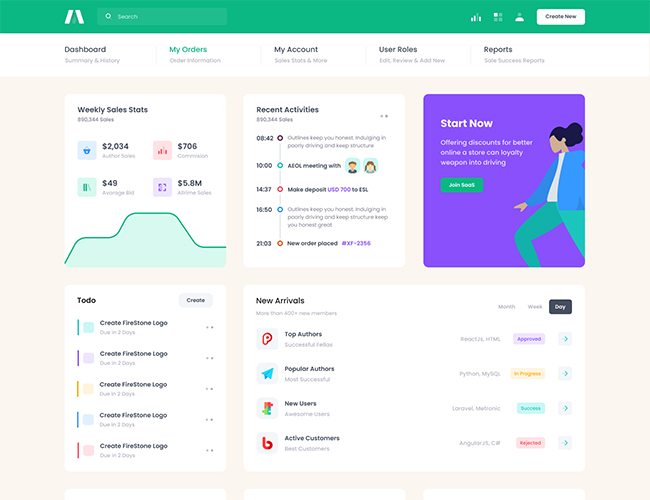 Search
Create New
Dashboard
Summary & History
My Orders
Order Information
My Account
Sales Stats & More
User Roles
Edit, Review & Add New
Reports
Sale Success Reports
Weekly Sales Stats
890,344 Sales
$2,034
Author Sales
$706
Commision
$49
Avarage Bid
$5.8M
Alltime Sales
Recent Activities
890,344 Sales
08:42
Outlines keep you honest. Indulging in
poorly driving and keep structure
10:00
AEOL meeting with
14:37
Make deposit USD 700 to ESL
16:50
Outlines keep you honest. Indulging in
poorly driving and keep structure keep
you honest great
21:03
New order placed #XF-2356
Start Now
Offering discounts for better
online a store can loyalty
weapon into driving
Join SaaS
Todo
Create
Create FireStone Logo
Due in 2 Days
Create FireStone Logo
Due in 2 Days
Create FireStone Logo
Due in 2 Days
Create FireStone Logo
Due in 2 Days
Create FireStone Logo
Due in 2 Days
New Arrivals
More than 400+ new members
Month
Week
Day
Top Authors
Successful Fellas
ReactJs, HTML
Approved
Popular Authors
Most Successful
Python, MySQL
In Progress
New Users
Awesome Users
Laravel, Metronic
Success
Active Customers
Best Customers
AngularJS, C#
Rejected